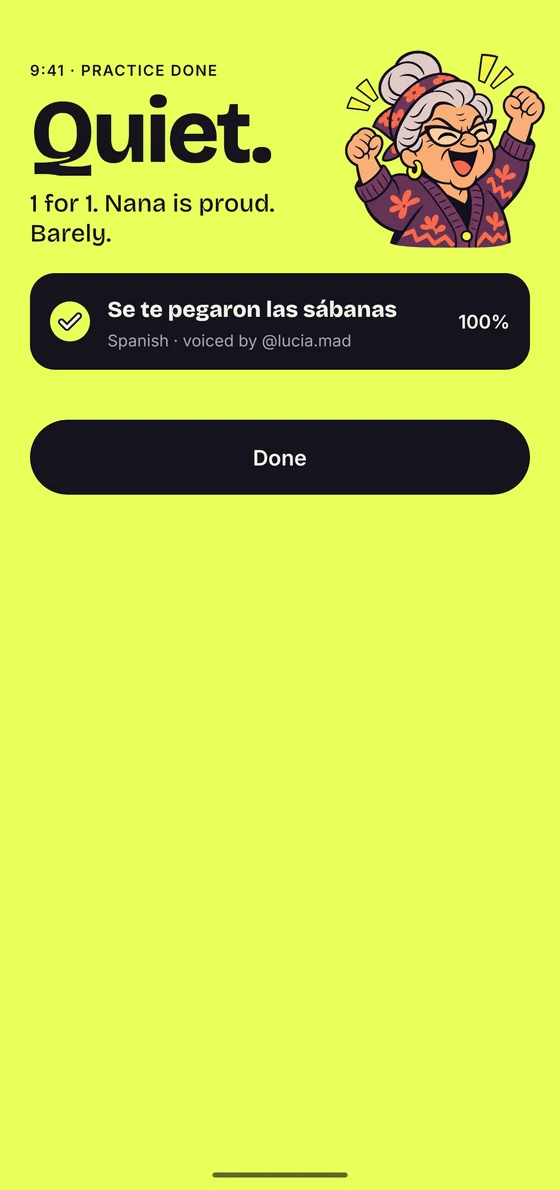 9:41 · PRACTICE DONE
Quiet.
1 for 1. Nana is proud.
Barely.
Se te pegaron las sábanas
100%
Spanish · voiced by @lucia.mad
Done